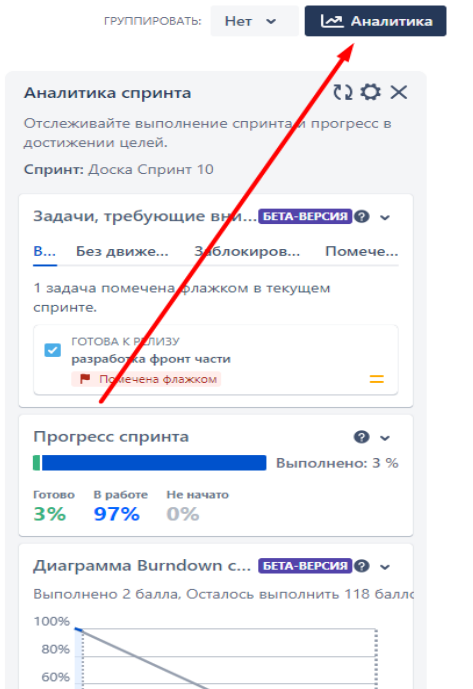 ГРУППИРОВАТЬ: Нет Аналитика
Аналитика спринта
Отслеживайте выполнение спринта и прогресс в
достижении целей.
Спринт: Доска Спринт 10
Задачи, требующие вни... БЕТА-ВЕРСИЯ
В... Без движе... Заблокиров... Помече...
1 задача помечена флажком в текущем
спринте.
ГОТОВА К РЕЛИЗУ
разработка фронт части
Помечена флажком
Прогресс спринта
Выполнено: 3 %
Готово В работе Не начато
3% 97% 0%
Диаграмма Burndown с... БЕТА-ВЕРСИЯ
Выполнено 2 балла, Осталось выполнить 118 балло
100%
80%
60%